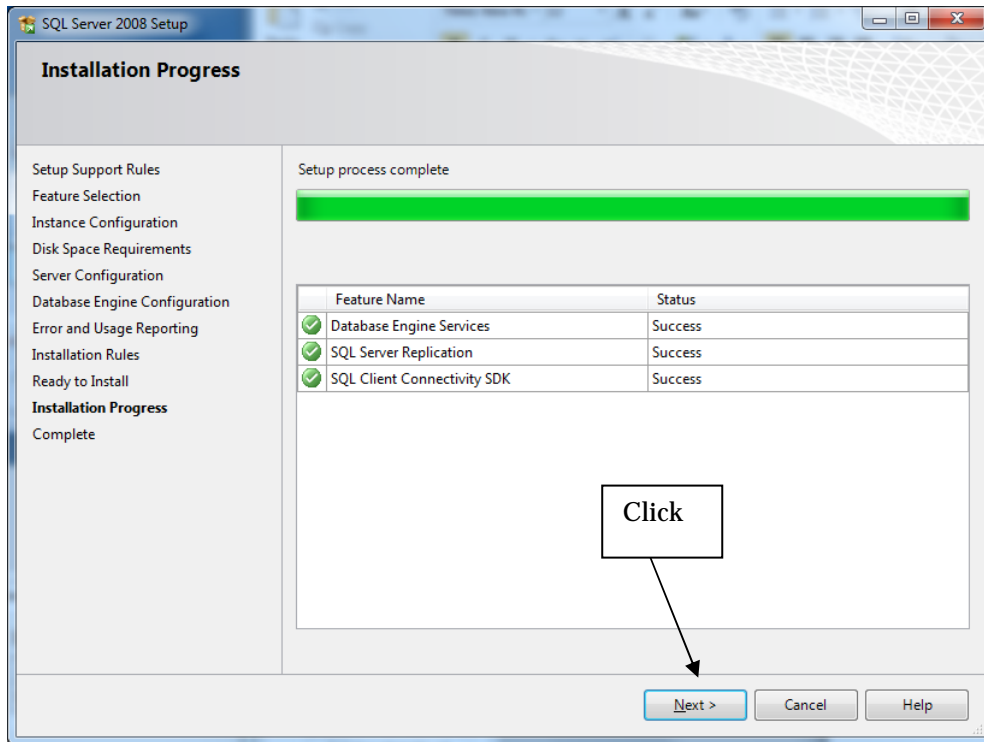 SQL Server 2008 Setup
Installation Progress
Setup Support Rules
Feature Selection
Instance Configuration
Disk Space Requirements
Server Configuration
Database Engine Configuration
Error and Usage Reporting
Installation Rules
Ready to Install
Installation Progress
Complete
Setup process complete
Feature Name Status
Database Engine Services Success
SQL Server Replication Success
SQL Client Connectivity SDK Success
Click
Next > Cancel Help